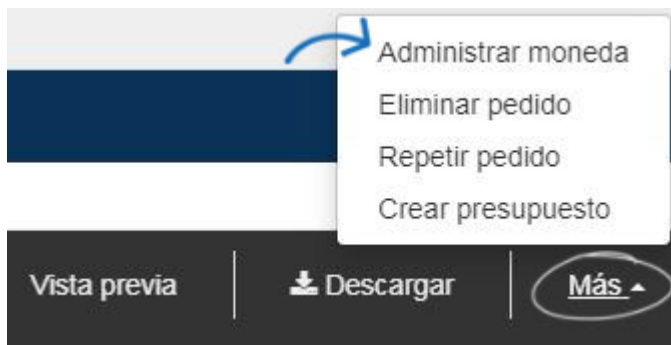 Administrar moneda
Eliminar pedido
Repetir pedido
Crear presupuesto
Vista previa
Descargar
Más